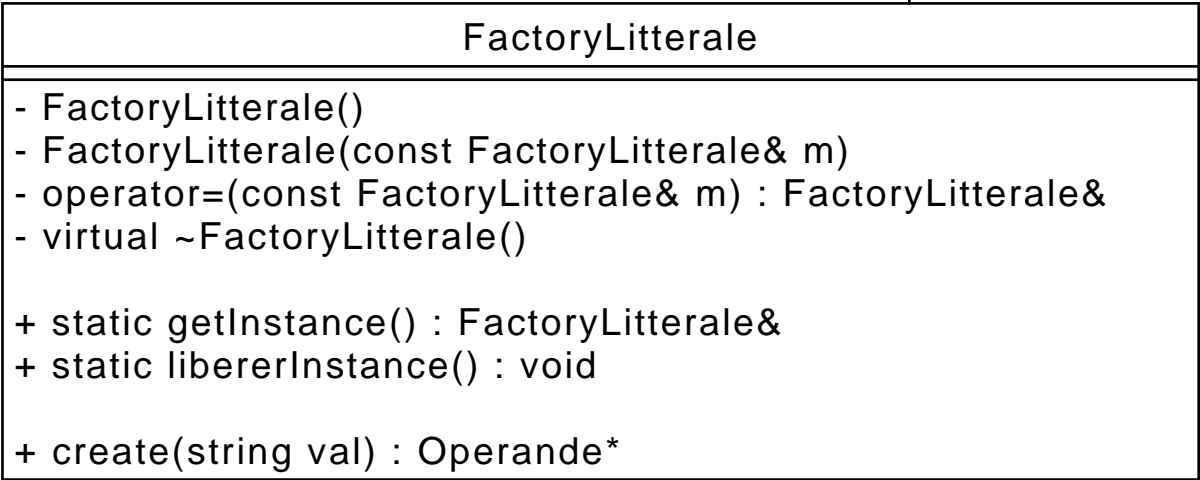 FactoryLitterale
- FactoryLitterale()
- FactoryLitterale(const FactoryLitterale& m)
- operator=(const FactoryLitterale& m) : FactoryLitterale&
- virtual ~FactoryLitterale()
+ static getInstance() : FactoryLitterale&
+ static libererInstance() : void
+ create(string val) : Operande*